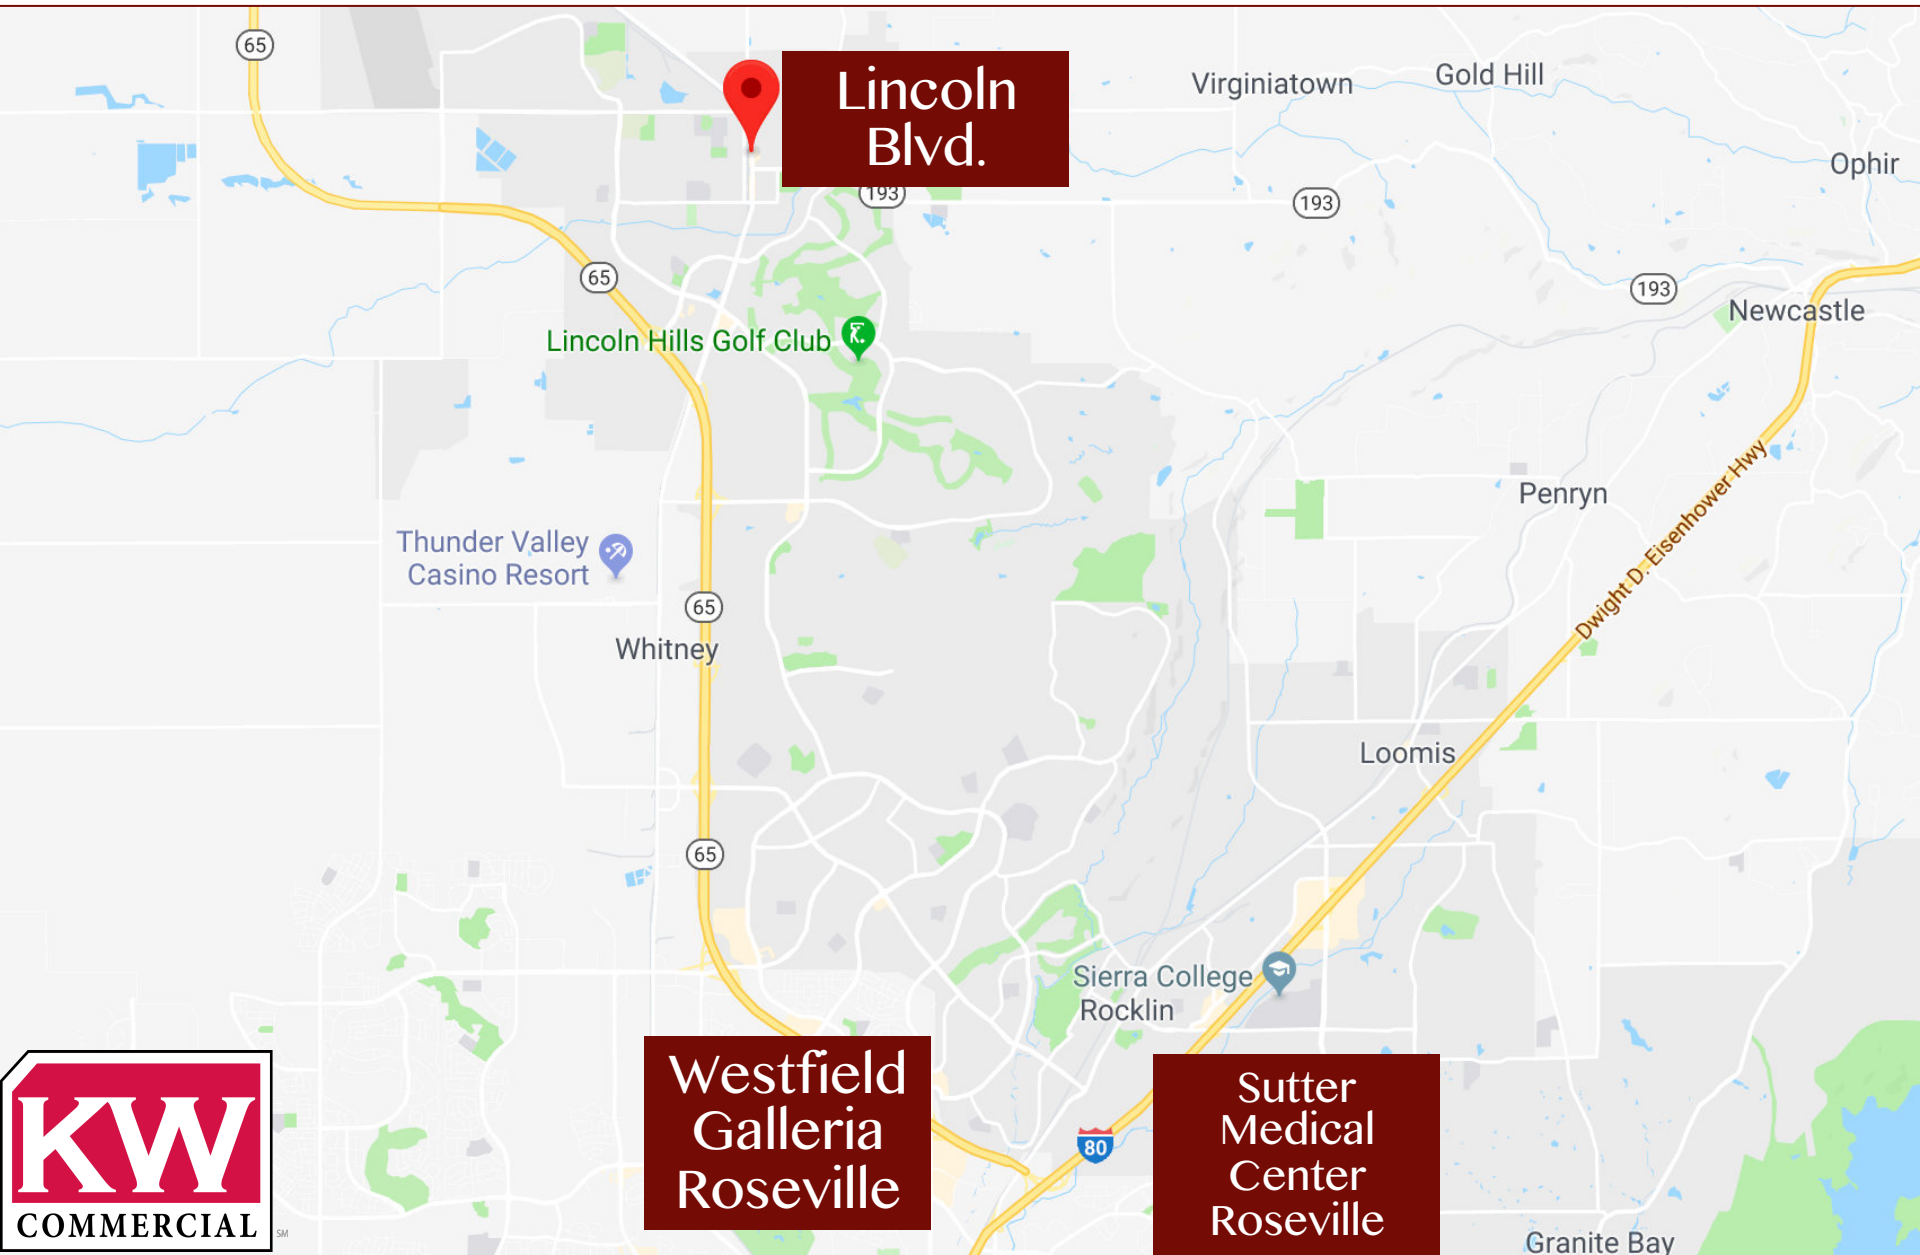 65
Lincoln
Blvd.
Virginiatown
Gold Hill
Ophir
193
193
65
193
Newcastle
Lincoln Hills Golf Club
Penryn
Dwight D. Eisenhower Hwy
Thunder Valley
Casino Resort
65
Whitney
Loomis
65
Sierra College
Rocklin
Westfield
Galleria
Roseville
80
Sutter
Medical
Center
Roseville
KW
COMMERCIAL
SM
Granite Bay